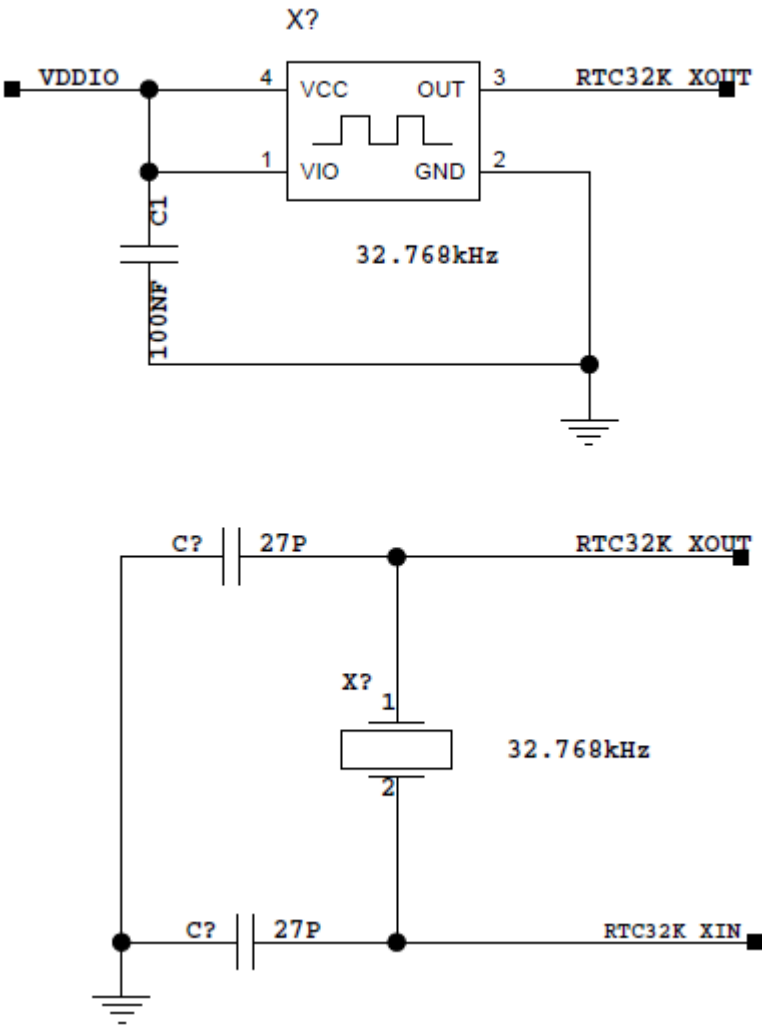 X?
VDDIO
4
VCC
OUT
3
RTC32K XOUT
1
VIO
GND
2
C1
100NF
32.768kHz
C?
27P
RTC32K XOUT
X?
1
32.768kHz
2
C?
27P
RTC32K XIN